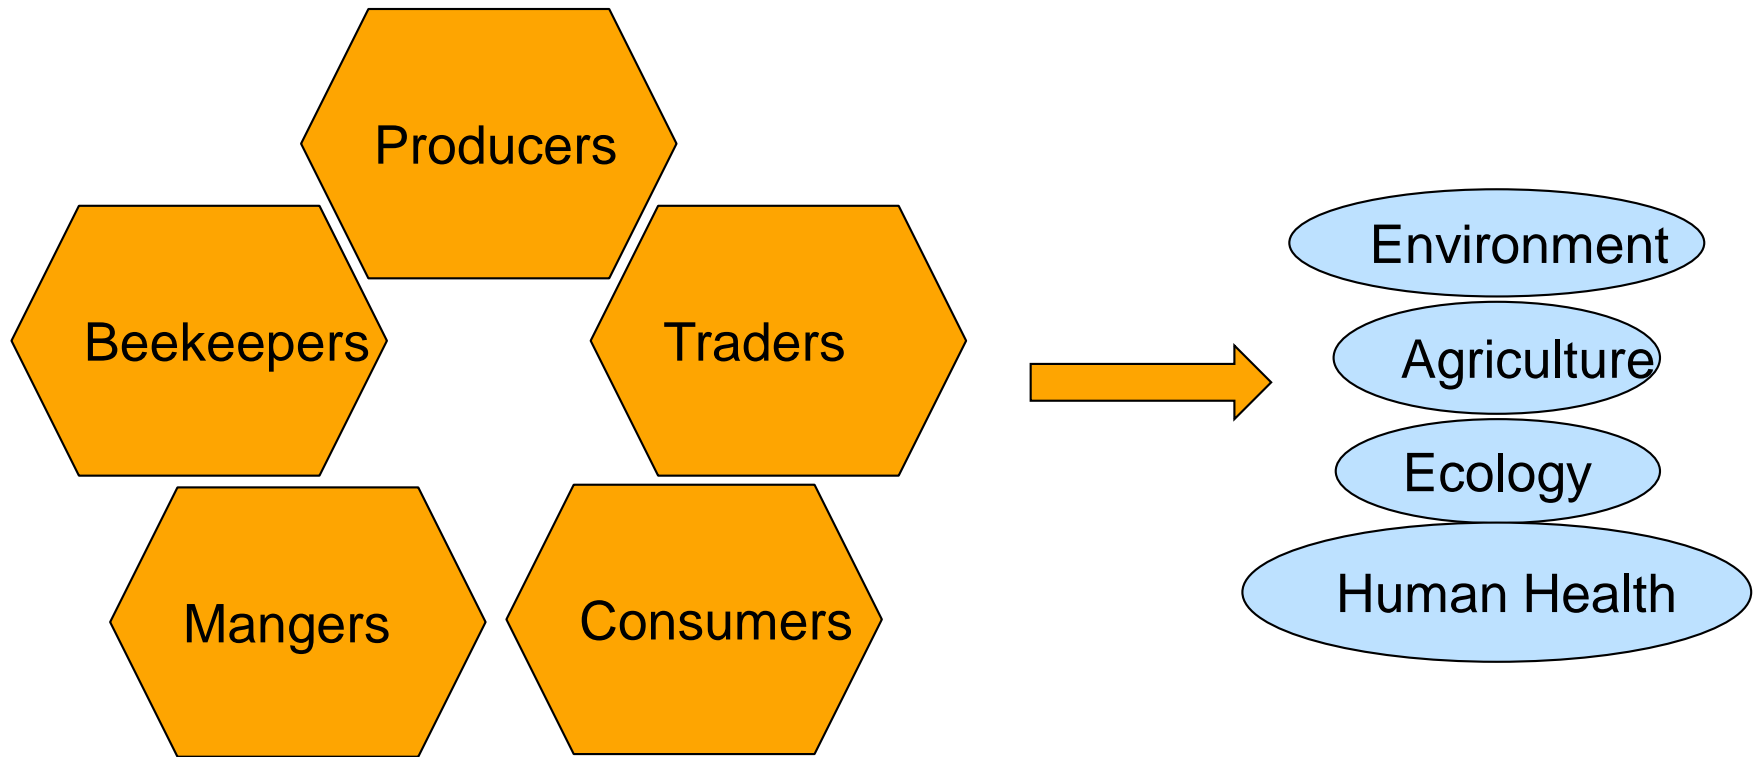 Producers
Beekeepers
Traders
Mangers
Consumers
Environment
Agriculture
Ecology
Human Health